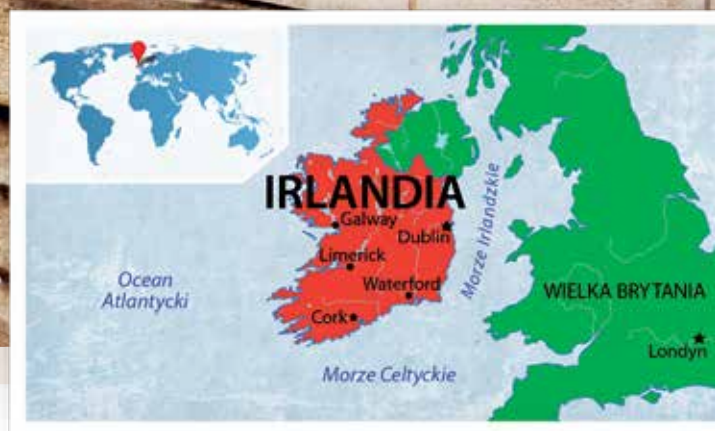 IRLANDIA
Galway
Dublin
Limerick
Waterford
Cork
Morze Irlandzkie
Ocean
Atlantycki
WIELKA BRYTANIA
Londyn
Morze Celtyckie